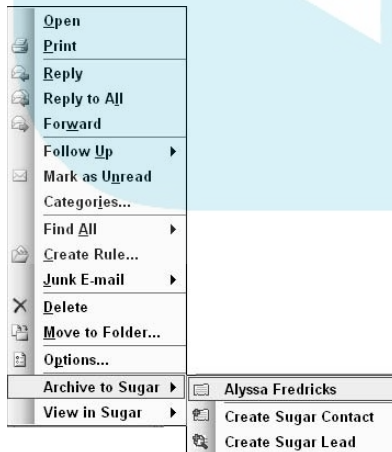 Open
Print
Reply
Reply to All
Forward
Follow Up
Mark as Unread
Categories...
Find All
Create Rule...
Junk E-mail
Delete
Move to Folder...
Options...
Archive to Sugar
Alyssa Fredricks
View in Sugar
Create Sugar Contact
Create Sugar Lead